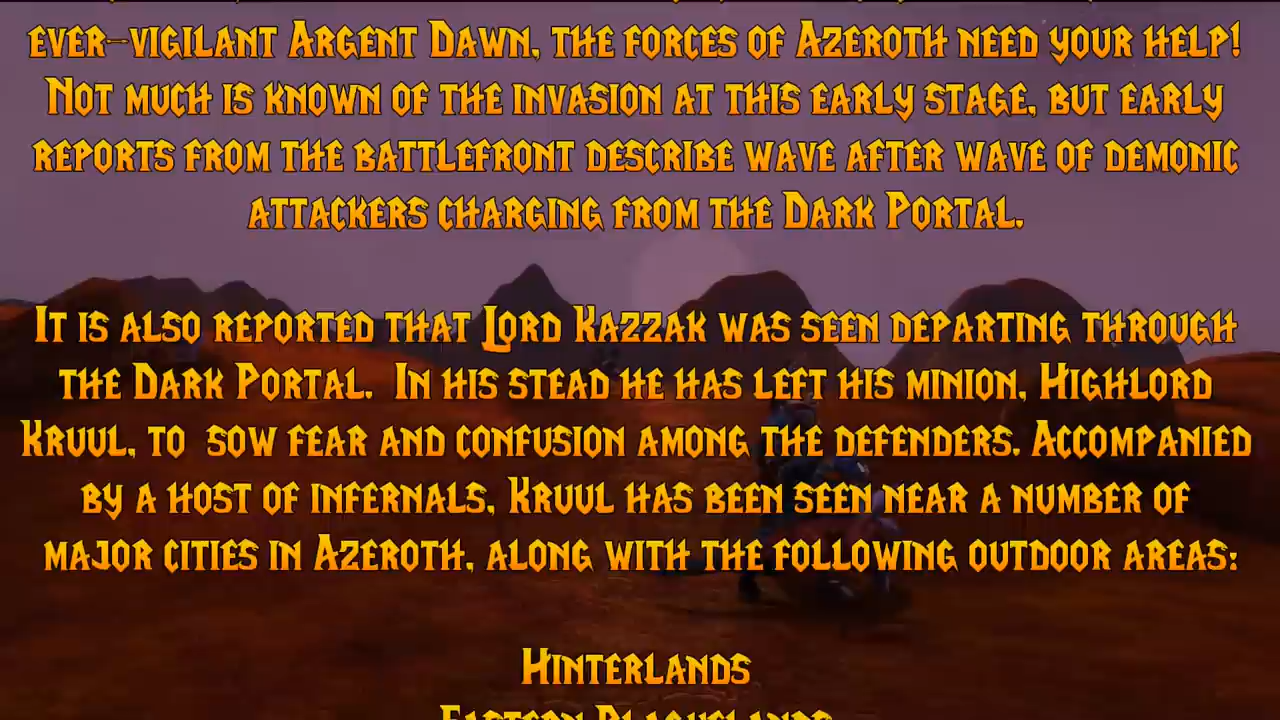 ever-vigilant Argent Dawn, the forces of Azeroth need your help!
Not much is known of the invasion at this early stage, but early
reports from the battlefront describe wave after wave of demonic
attackers charging from the Dark Portal.
It is also reported that Lord Kazzak was seen departing through
the Dark Portal.  In his stead he has left his minion, Highlord
Kruul, to  sow fear and confusion among the defenders. Accompanied
by a host of infernals, Kruul has been seen near a number of
major cities in Azeroth, along with the following outdoor areas:
Hinterlands
Eastern Plaguelands